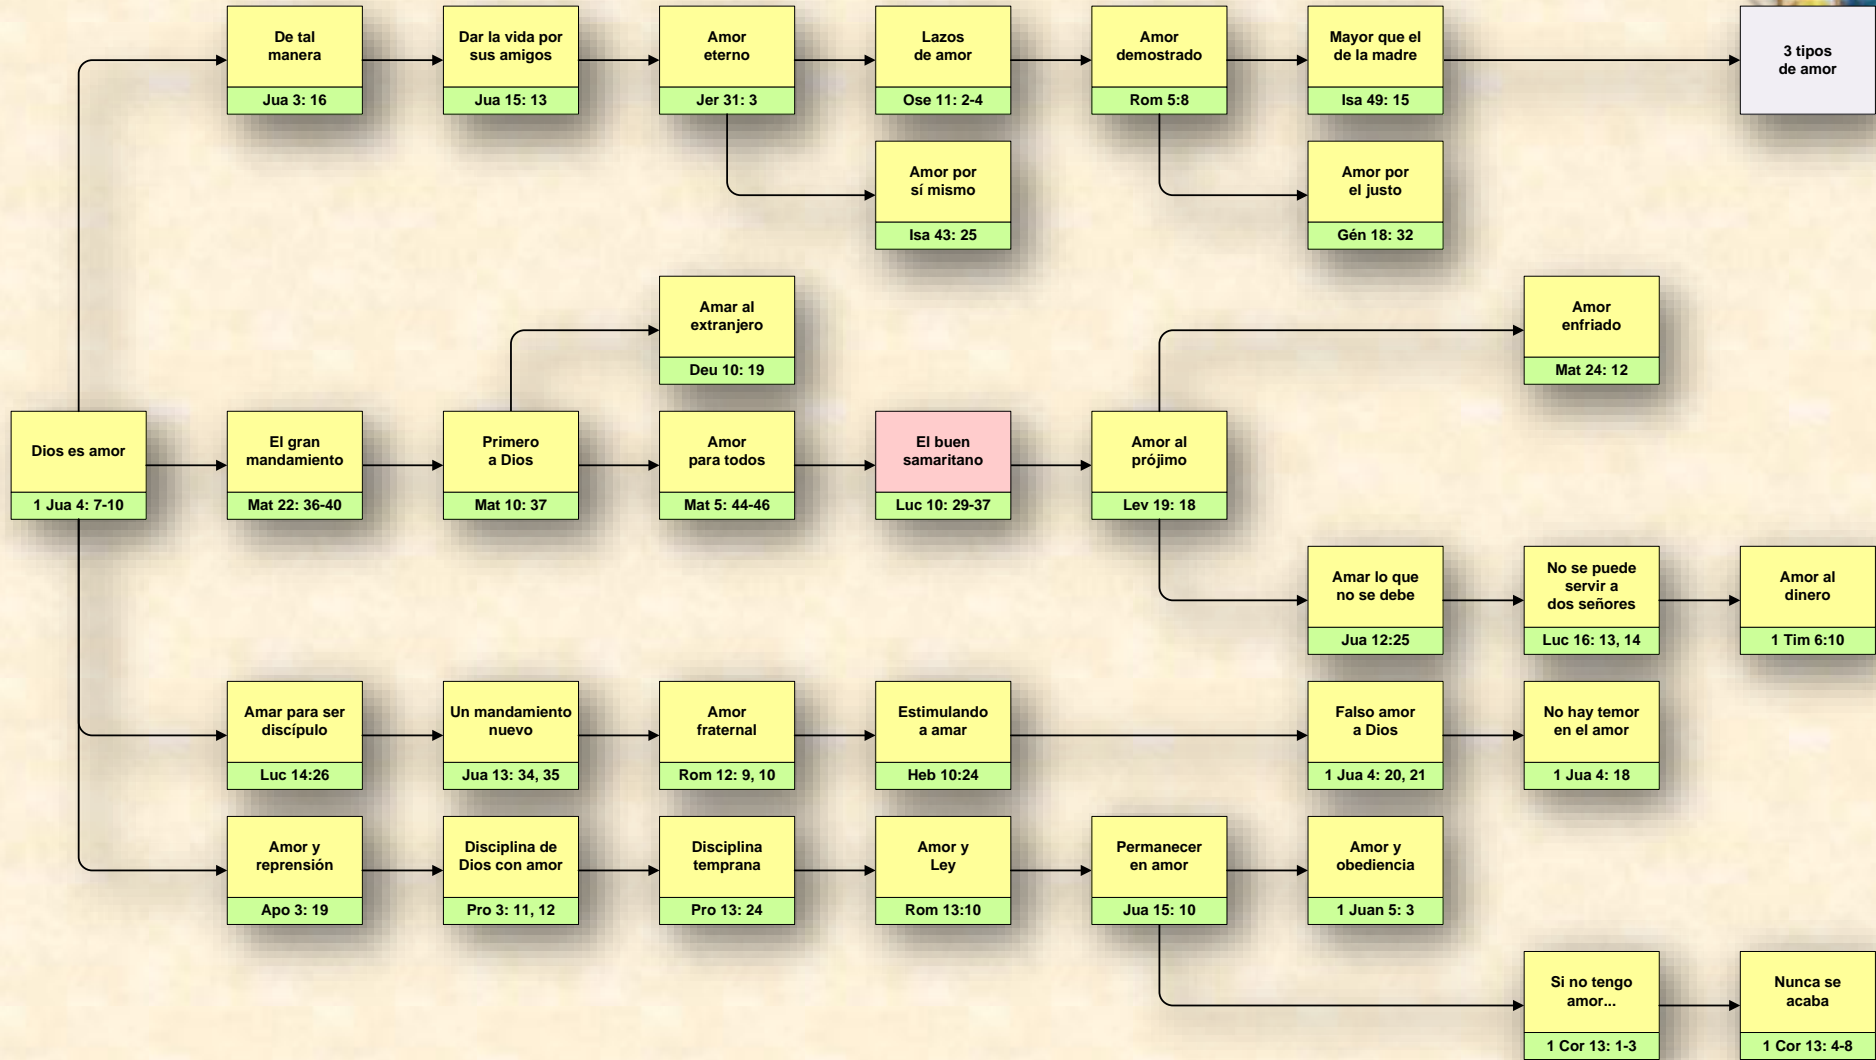 De tal
manera
Jua 3: 16
Dar la vida por
sus amigos
Jua 15: 13
Amor
eterno
Jer 31: 3
Lazos
de amor
Ose 11: 2-4
Amor
demostrado
Rom 5:8
Mayor que el
de la madre
Isa 49: 15
3 tipos
de amor
Amor por
sí mismo
Isa 43: 25
Amor por
el justo
Gén 18: 32
Amar al
extranjero
Deu 10: 19
Amor
enfriado
Mat 24: 12
Dios es amor
1 Jua 4: 7-10
El gran
mandamiento
Mat 22: 36-40
Primero
a Dios
Mat 10: 37
Amor
para todos
Mat 5: 44-46
El buen
samaritano
Luc 10: 29-37
Amor al
prójimo
Lev 19: 18
Amar lo que
no se debe
Jua 12:25
No se puede
servir a
dos señores
Luc 16: 13, 14
Amor al
dinero
1 Tim 6:10
Amar para ser
discípulo
Luc 14:26
Un mandamiento
nuevo
Jua 13: 34, 35
Amor
fraternal
Rom 12: 9, 10
Estimulando
a amar
Heb 10:24
Falso amor
a Dios
1 Jua 4: 20, 21
No hay temor
en el amor
1 Jua 4: 18
Amor y
reprensión
Apo 3: 19
Disciplina de
Dios con amor
Pro 3: 11, 12
Disciplina
temprana
Pro 13: 24
Amor y
Ley
Rom 13:10
Permanecer
en amor
Jua 15: 10
Amor y
obediencia
1 Juan 5: 3
Si no tengo
amor...
1 Cor 13: 1-3
Nunca se
acaba
1 Cor 13: 4-8